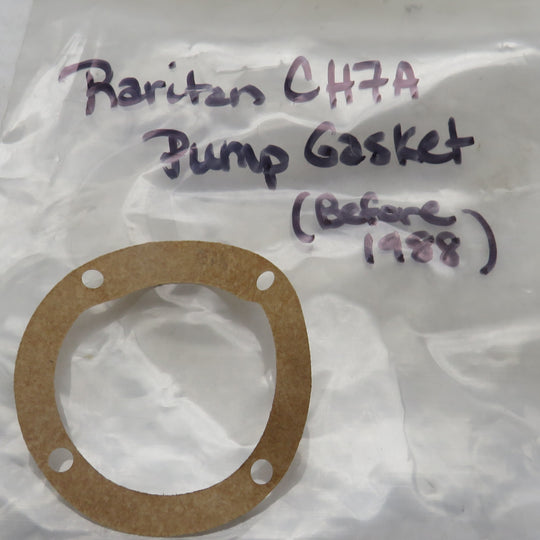 Raritan CH7A
Pump Gasket
(Before
1988)